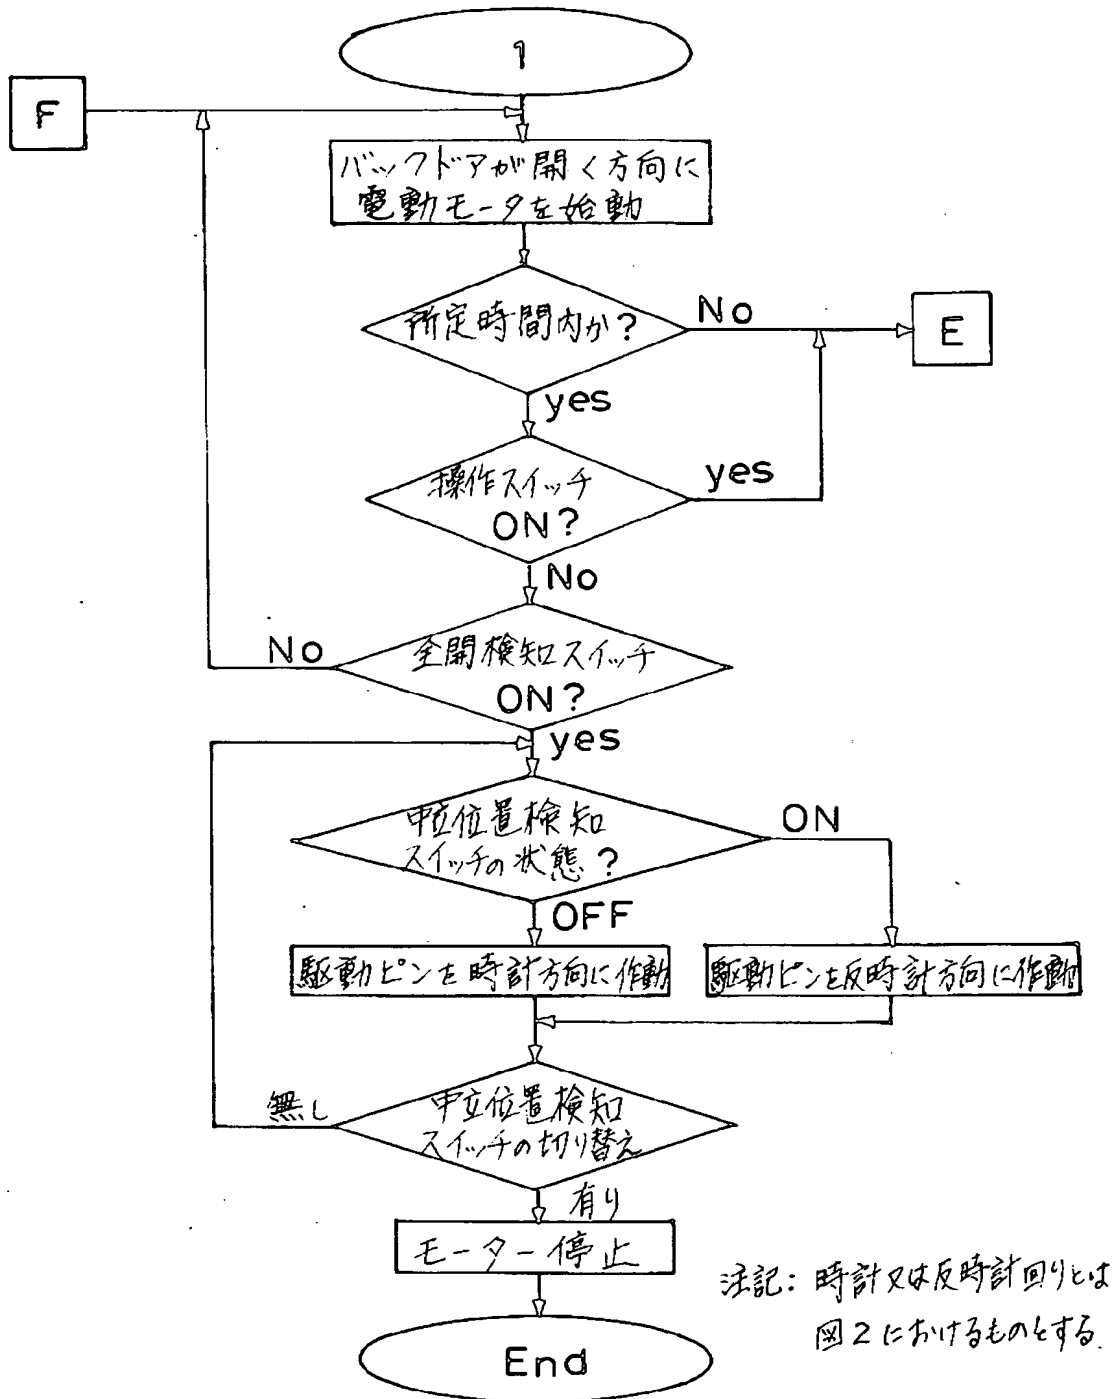 1
F
バックドアが開く方向に
電動モータを始動
所定時間内か?
No
E
yes
操作スイッチ
ON?
yes
No
全開検知スイッチ
ON?
No
yes
中立位置検知
スイッチの状態?
ON
OFF
駆動ピンを時計方向に作動
駆動ピンを反時計方向に作動
中立位置検知
スイッチの切り替え
無し
有り
モーター停止
End
注記: 時計又は反時計回りとは
図2におけるものとする.